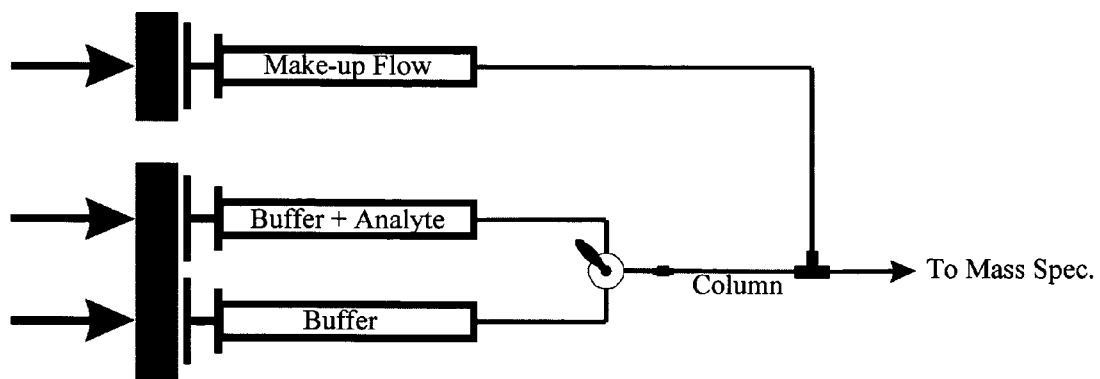 Make-up Flow
Buffer + Analyte
Buffer
Column
To Mass Spec.